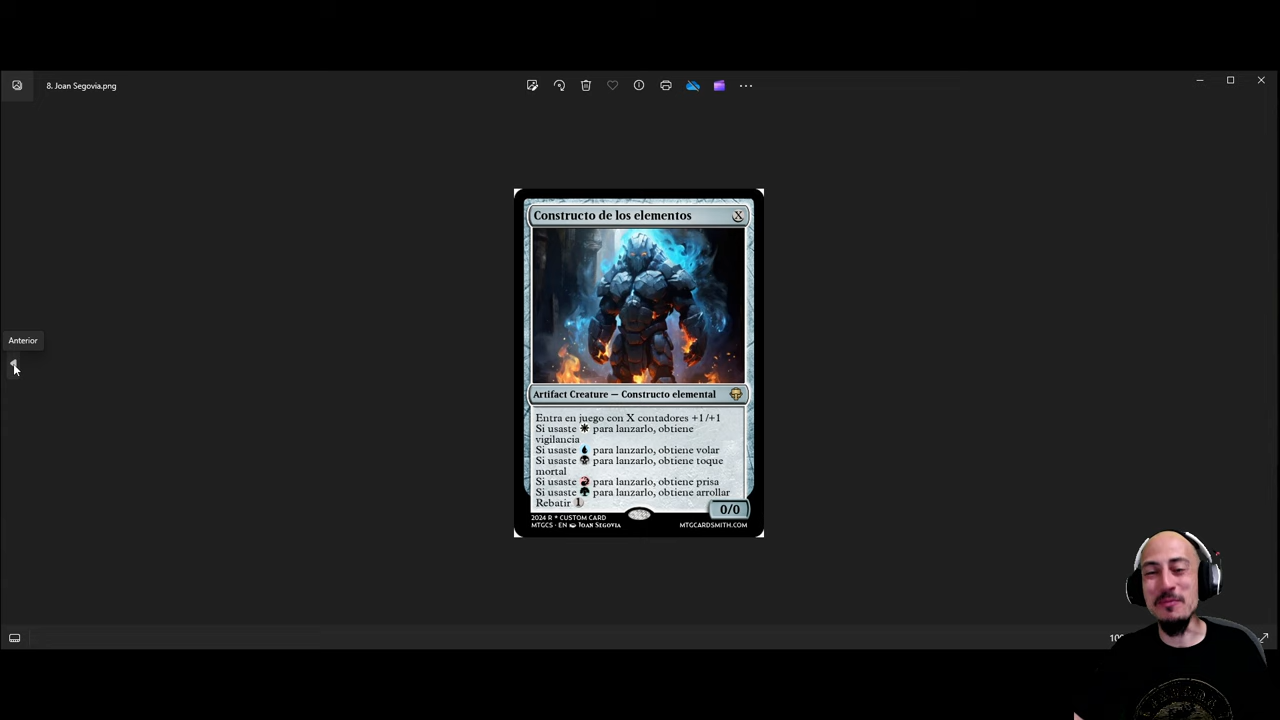 8. Joan Segovia.png
Anterior
Constructo de los elementos X
Artifact Creature — Constructo elemental
Entra en juego con X contadores +1/+1
Si usaste para lanzarlo, obtiene
vigilancia
Si usaste para lanzarlo, obtiene volar
Si usaste para lanzarlo, obtiene toque
mortal
Si usaste para lanzarlo, obtiene prisa
Si usaste para lanzarlo, obtiene arrollar
Rebatir 1
0/0
2024 R * CUSTOM CARD
MTGCS · EN JOAN SEGOVIA
MTGCARDSMITH.COM